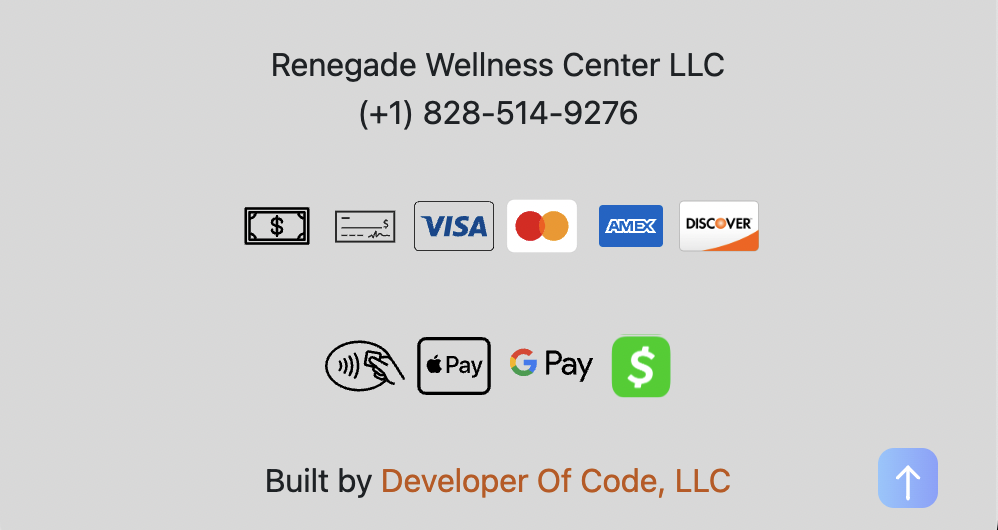 Renegade Wellness Center LLC
(+1) 828-514-9276
$ $ VISA AMEX DISCOVER
Pay G Pay $
Built by Developer Of Code, LLC